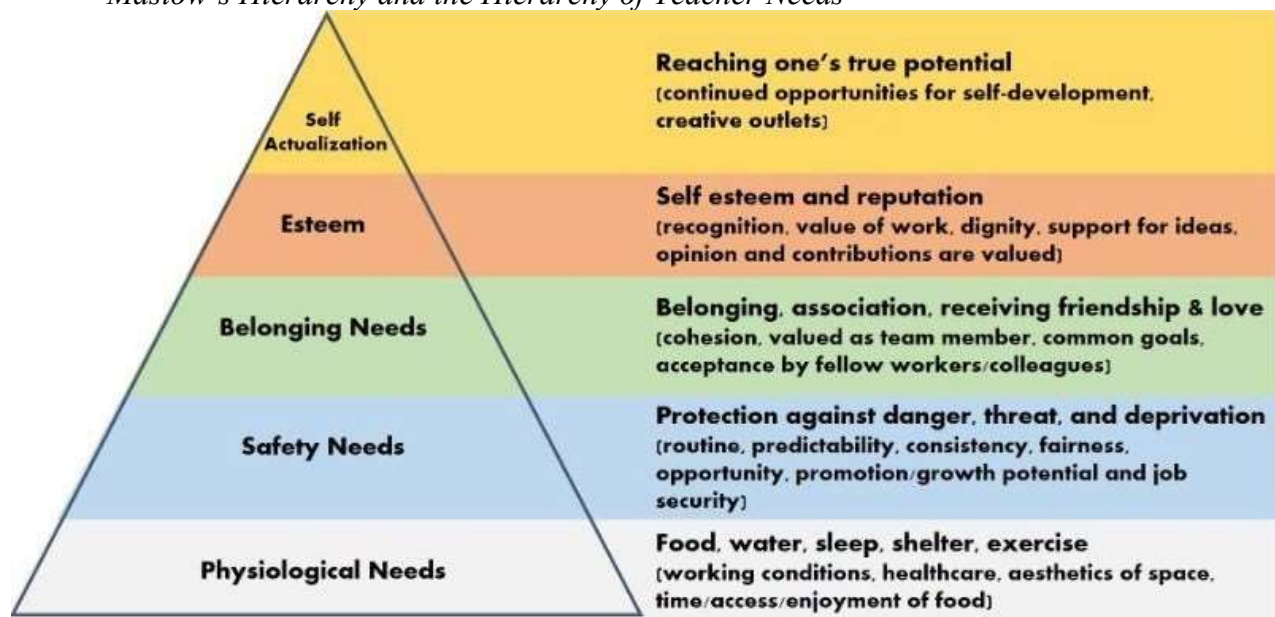 Maslow's Hierarchy and the Hierarchy of Teacher Needs
Self
Actualization
Reaching one's true potential
(continued opportunities for self-development,
creative outlets)
Esteem
Self esteem and reputation
(recognition, value of work, dignity, support for ideas,
opinion and contributions are valued)
Belonging Needs
Belonging, association, receiving friendship & love
(cohesion, valued as team member, common goals,
acceptance by fellow workers/colleagues)
Safety Needs
Protection against danger, threat, and deprivation
(routine, predictability, consistency, fairness,
opportunity, promotion/growth potential and job
security)
Physiological Needs
Food, water, sleep, shelter, exercise
(working conditions, healthcare, aesthetics of space,
time/access/enjoyment of food)